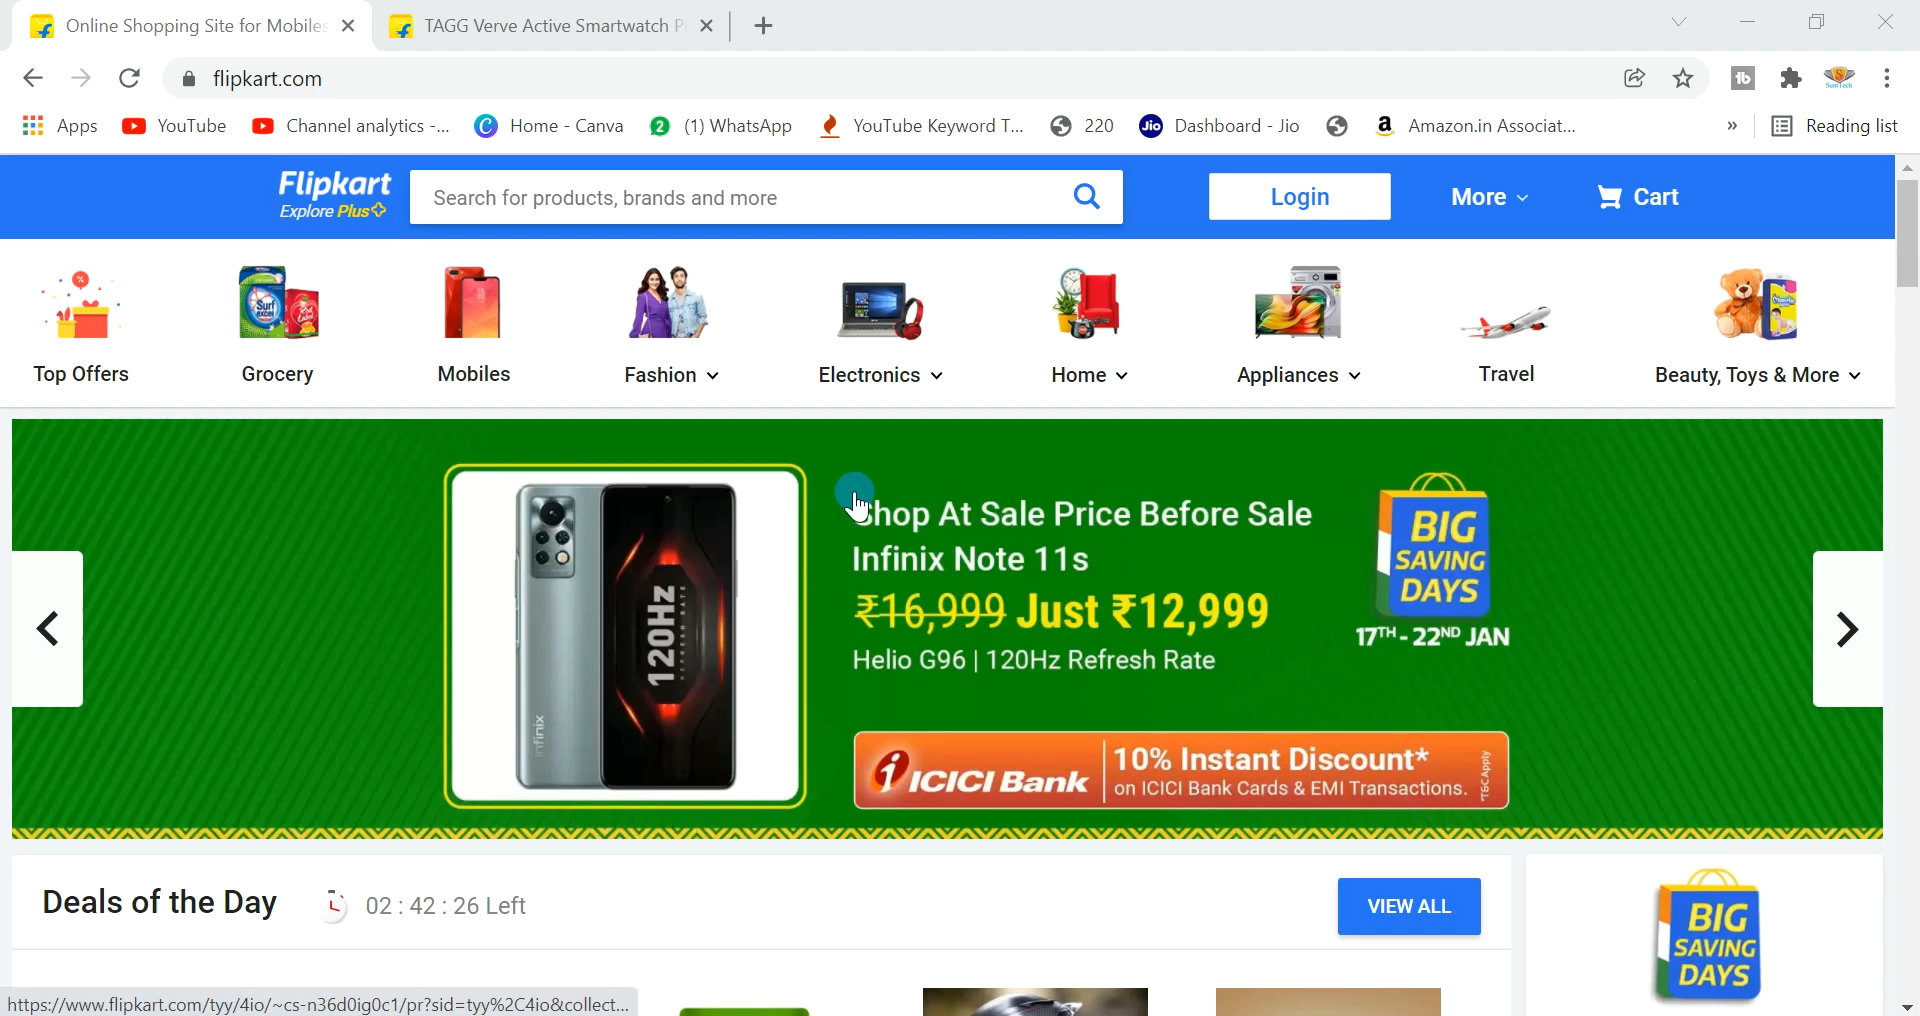 Online Shopping Site for Mobiles
TAGG Verve Active Smartwatch P
flipkart.com
Apps
YouTube
Channel analytics -...
Home - Canva
(1) WhatsApp
YouTube Keyword T...
220
Jio
Dashboard - Jio
Amazon.in Associat...
»
Reading list
Flipkart
Explore Plus
Search for products, brands and more
Login
More
Cart
Top Offers
Grocery
Mobiles
Fashion
Electronics
Home
Appliances
Travel
Beauty, Toys & More
Shop At Sale Price Before Sale
Infinix Note 11s
₹16,999 Just ₹12,999
Helio G96 | 120Hz Refresh Rate
120Hz
REFRESH RATE
Infinix
BIG
SAVING
DAYS
17TH - 22ND JAN
ICICI Bank
10% Instant Discount*
on ICICI Bank Cards & EMI Transactions.
*T&C Apply
Deals of the Day
02 : 42 : 26 Left
VIEW ALL
BIG
SAVING
DAYS
https://www.flipkart.com/tyy/4io/~cs-n36d0ig0c1/pr?sid=tyy%2C4io&collect...